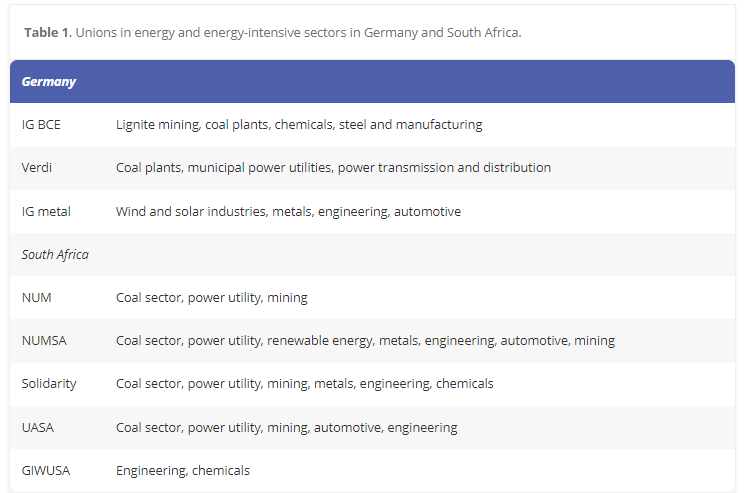 Table 1. Unions in energy and energy-intensive sectors in Germany and South Africa.
Germany
IG BCE Lignite mining, coal plants, chemicals, steel and manufacturing
Verdi Coal plants, municipal power utilities, power transmission and distribution
IG metal Wind and solar industries, metals, engineering, automotive
South Africa
NUM Coal sector, power utility, mining
NUMSA Coal sector, power utility, renewable energy, metals, engineering, automotive, mining
Solidarity Coal sector, power utility, mining, metals, engineering, chemicals
UASA Coal sector, power utility, mining, automotive, engineering
GIWUSA Engineering, chemicals